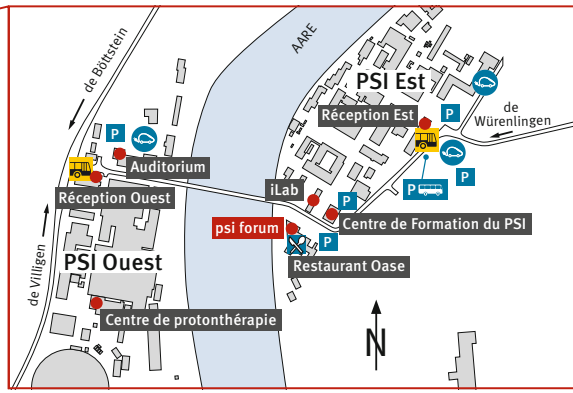 de Böttstein
AARE
PSI Est
Réception Est
P
de
Würenlingen
P
Auditorium
P
P
iLab
P
Réception Ouest
Centre de Formation du PSI
psi forum
P
PSI Ouest
Restaurant Oase
de Villigen
Centre de protonthérapie
N